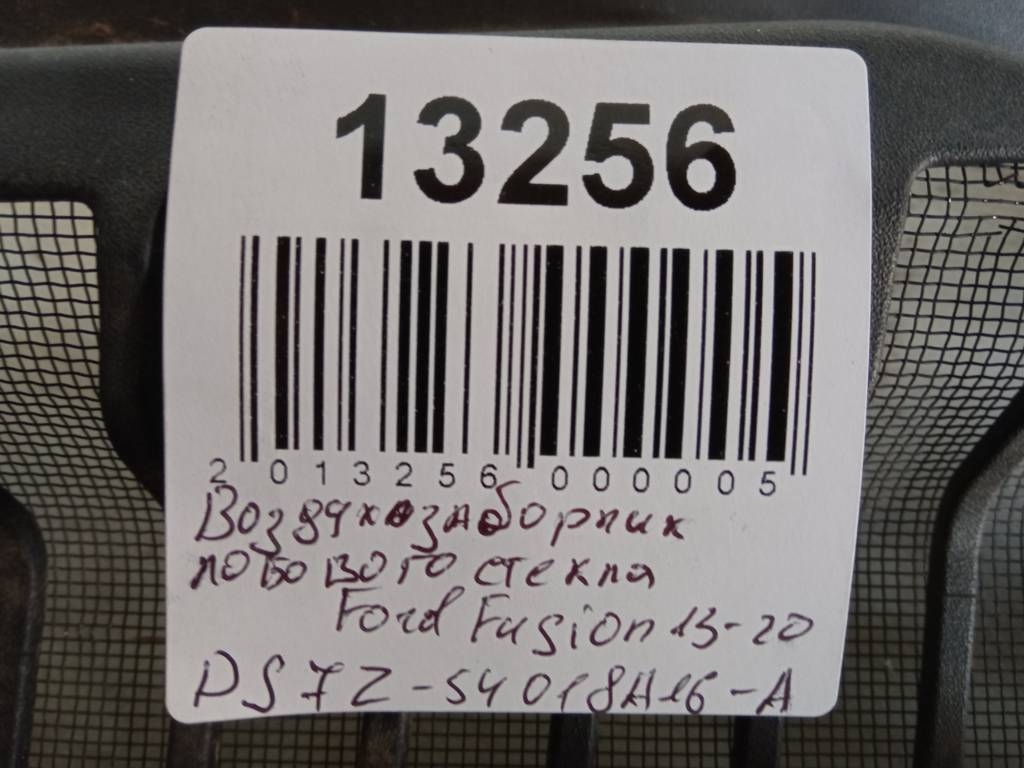 13256
2 013256 000005
Воздухозаборник
лобового стекла
Ford Fusion 13-20
DS7Z-54018A16-A